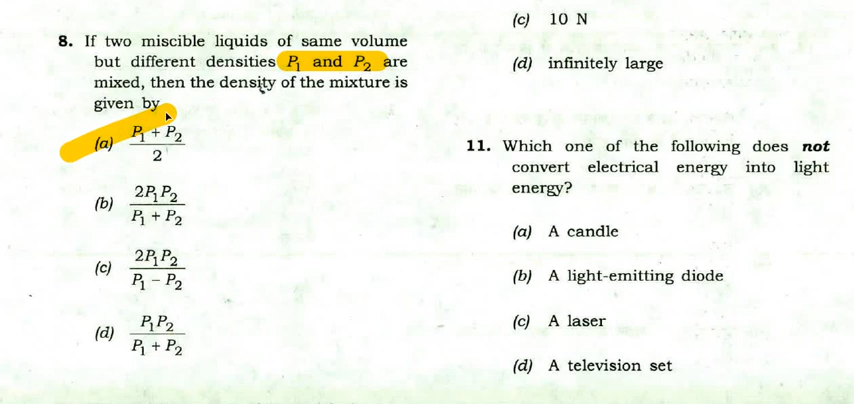 8. If two miscible liquids of same volume
but different densities P₁ and P₂ are
mixed, then the density of the mixture is
given by
(a) P₁ + P₂
2
(b) 2P₁P₂
P₁ + P₂
(c) 2P₁P₂
P₁ − P₂
(d) P₁P₂
P₁ + P₂
(c) 10 N
(d) infinitely large
11. Which one of the following does not
convert electrical energy into light
energy?
(a) A candle
(b) A light-emitting diode
(c) A laser
(d) A television set